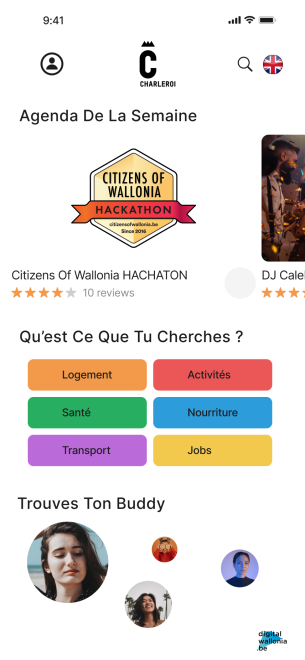 9:41
Ċ
CHARLEROI
Agenda De La Semaine
CITIZENS OF
WALLONIA
HACKATHON
citizensofwallonia.be
Since 2016
Citizens Of Wallonia HACHATON
10 reviews
DJ Cale
Qu'est Ce Que Tu Cherches ?
Logement
Activités
Santé
Nourriture
Transport
Jobs
Trouves Ton Buddy
digital
wallonia
.be